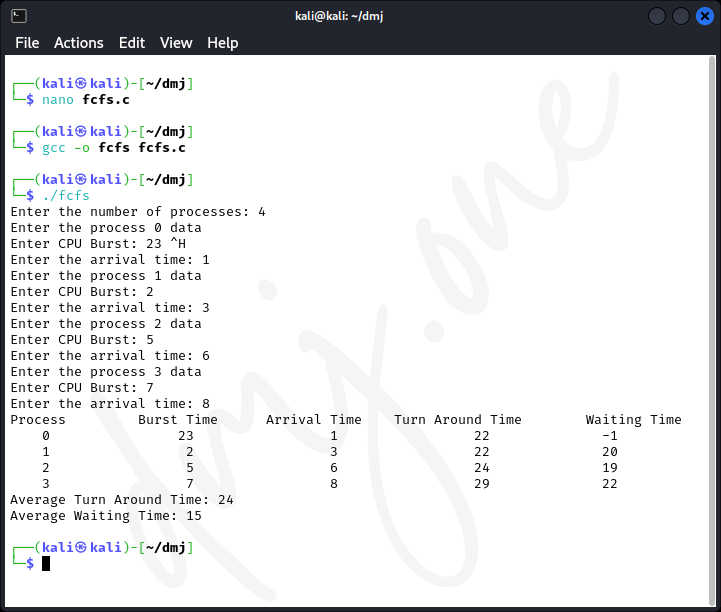 kali@kali: ~/dmj
File Actions Edit View Help
┌──(kali㉿kali)-[~/dmj]
└─$ nano fcfs.c
┌──(kali㉿kali)-[~/dmj]
└─$ gcc -o fcfs fcfs.c
┌──(kali㉿kali)-[~/dmj]
└─$ ./fcfs
Enter the number of processes: 4
Enter the process 0 data
Enter CPU Burst: 23 ^H
Enter the arrival time: 1
Enter the process 1 data
Enter CPU Burst: 2
Enter the arrival time: 3
Enter the process 2 data
Enter CPU Burst: 5
Enter the arrival time: 6
Enter the process 3 data
Enter CPU Burst: 7
Enter the arrival time: 8
Process Burst Time Arrival Time Turn Around Time Waiting Time
0 23 1 22 -1
1 2 3 22 20
2 5 6 24 19
3 7 8 29 22
Average Turn Around Time: 24
Average Waiting Time: 15
┌──(kali㉿kali)-[~/dmj]
└─$
dmj.one